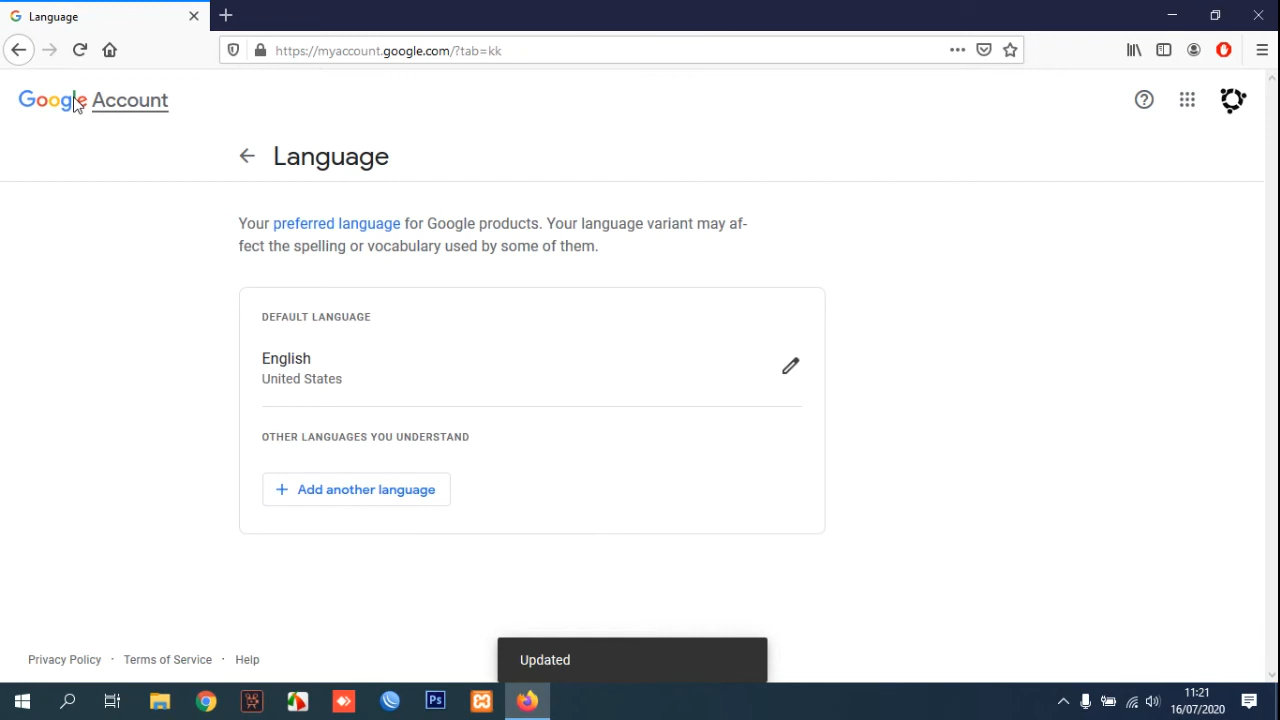 Language
https://myaccount.google.com/?tab=kk
Google Account
Language
Your preferred language for Google products. Your language variant may af-
fect the spelling or vocabulary used by some of them.
DEFAULT LANGUAGE
English
United States
OTHER LANGUAGES YOU UNDERSTAND
+ Add another language
Privacy Policy · Terms of Service · Help
Updated
Ps
11:21
16/07/2020